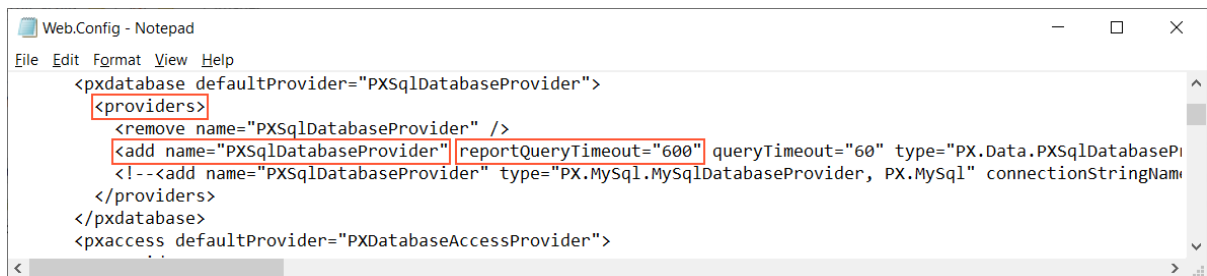 Web.Config - Notepad
File Edit Format View Help
<pxdatabase defaultProvider="PXSqlDatabaseProvider">
<providers>
<remove name="PXSqlDatabaseProvider" />
<add name="PXSqlDatabaseProvider" reportQueryTimeout="600" queryTimeout="60" type="PX.Data.PXSqlDatabasePr
<!--<add name="PXSqlDatabaseProvider" type="PX.MySql.MySqlDatabaseProvider, PX.MySql" connectionStringName
</providers>
</pxdatabase>
<pxaccess defaultProvider="PXDatabaseAccessProvider">